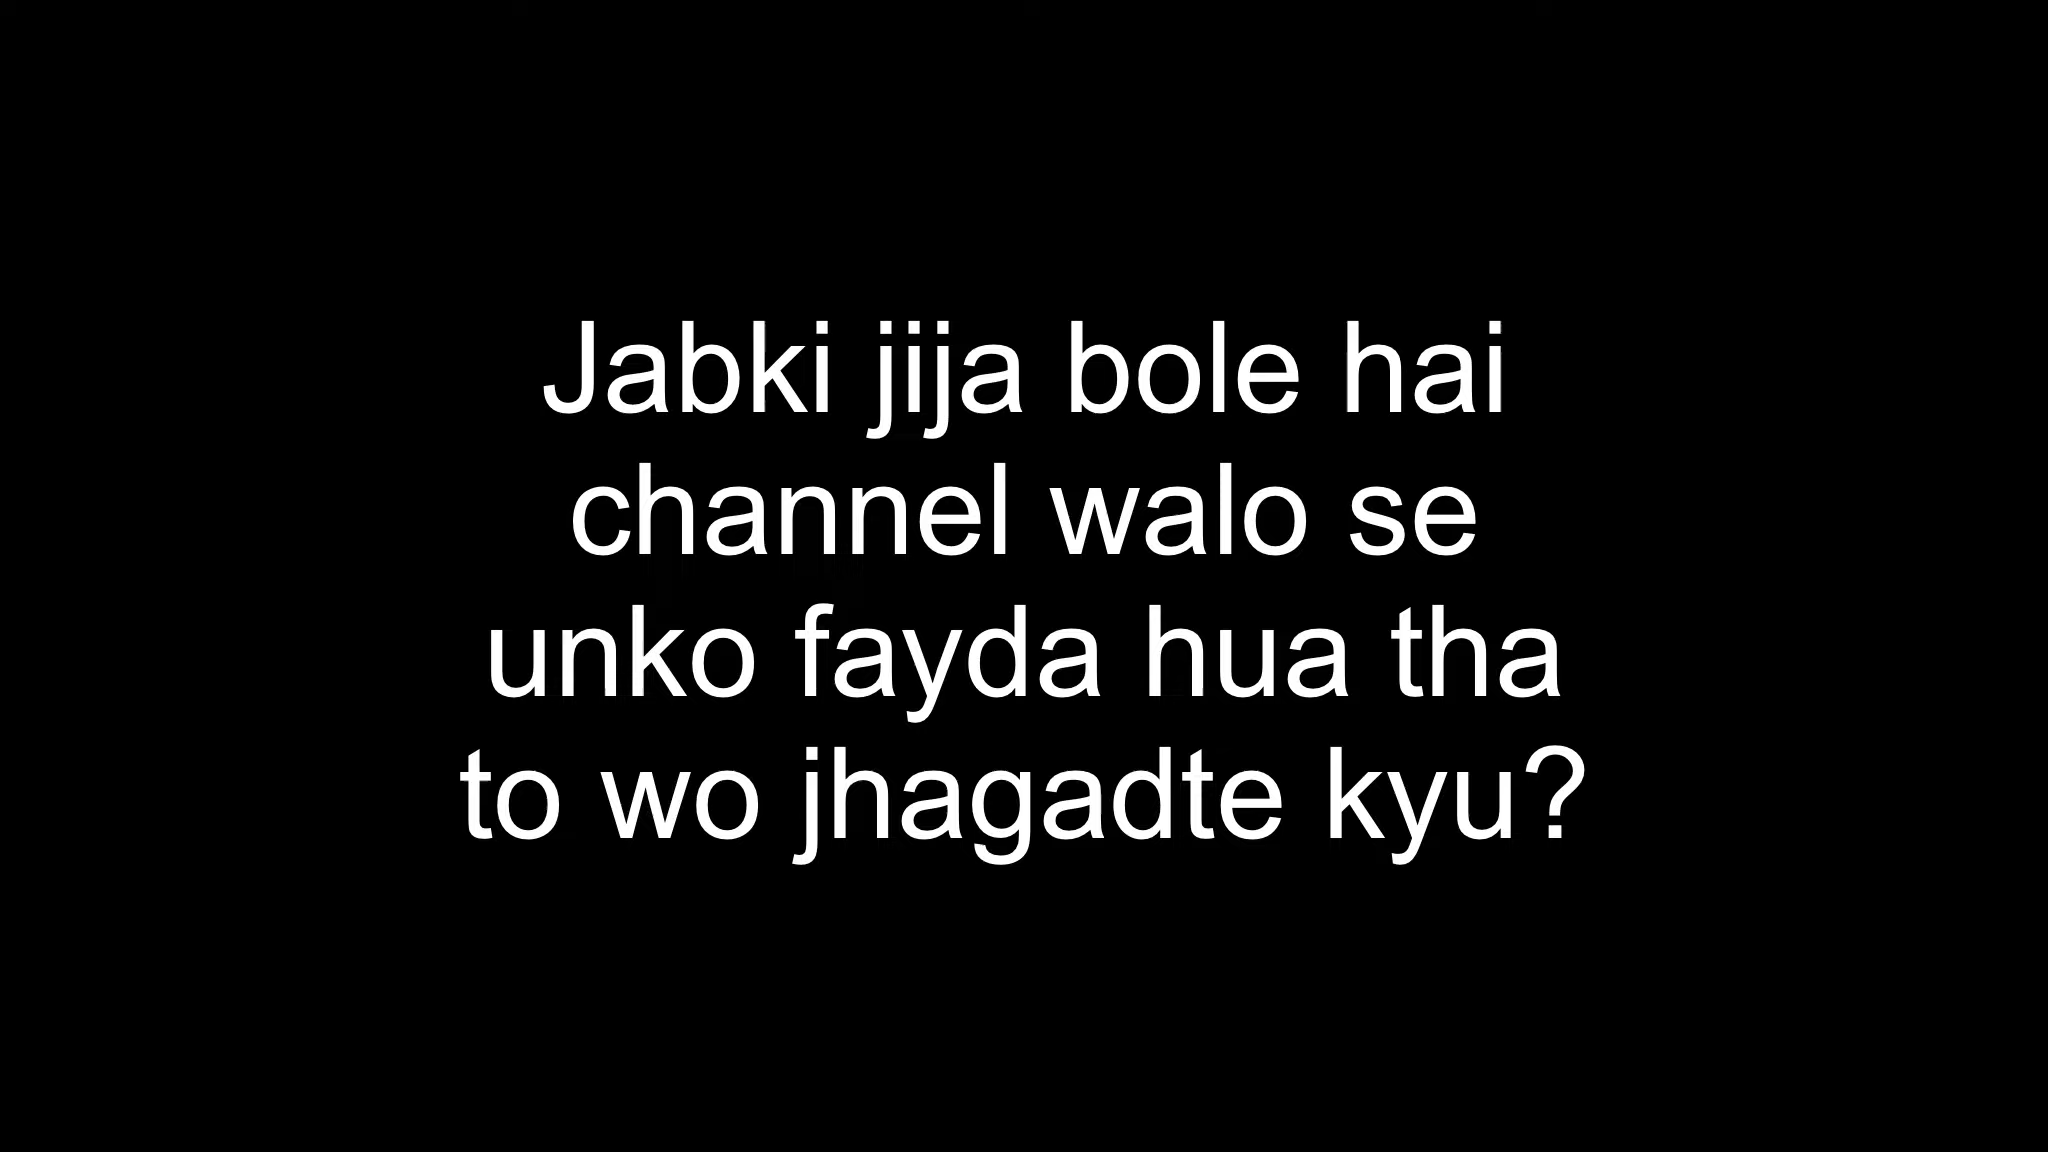 Jabki jija bole hai
channel walo se
unko fayda hua tha
to wo jhagadte kyu?